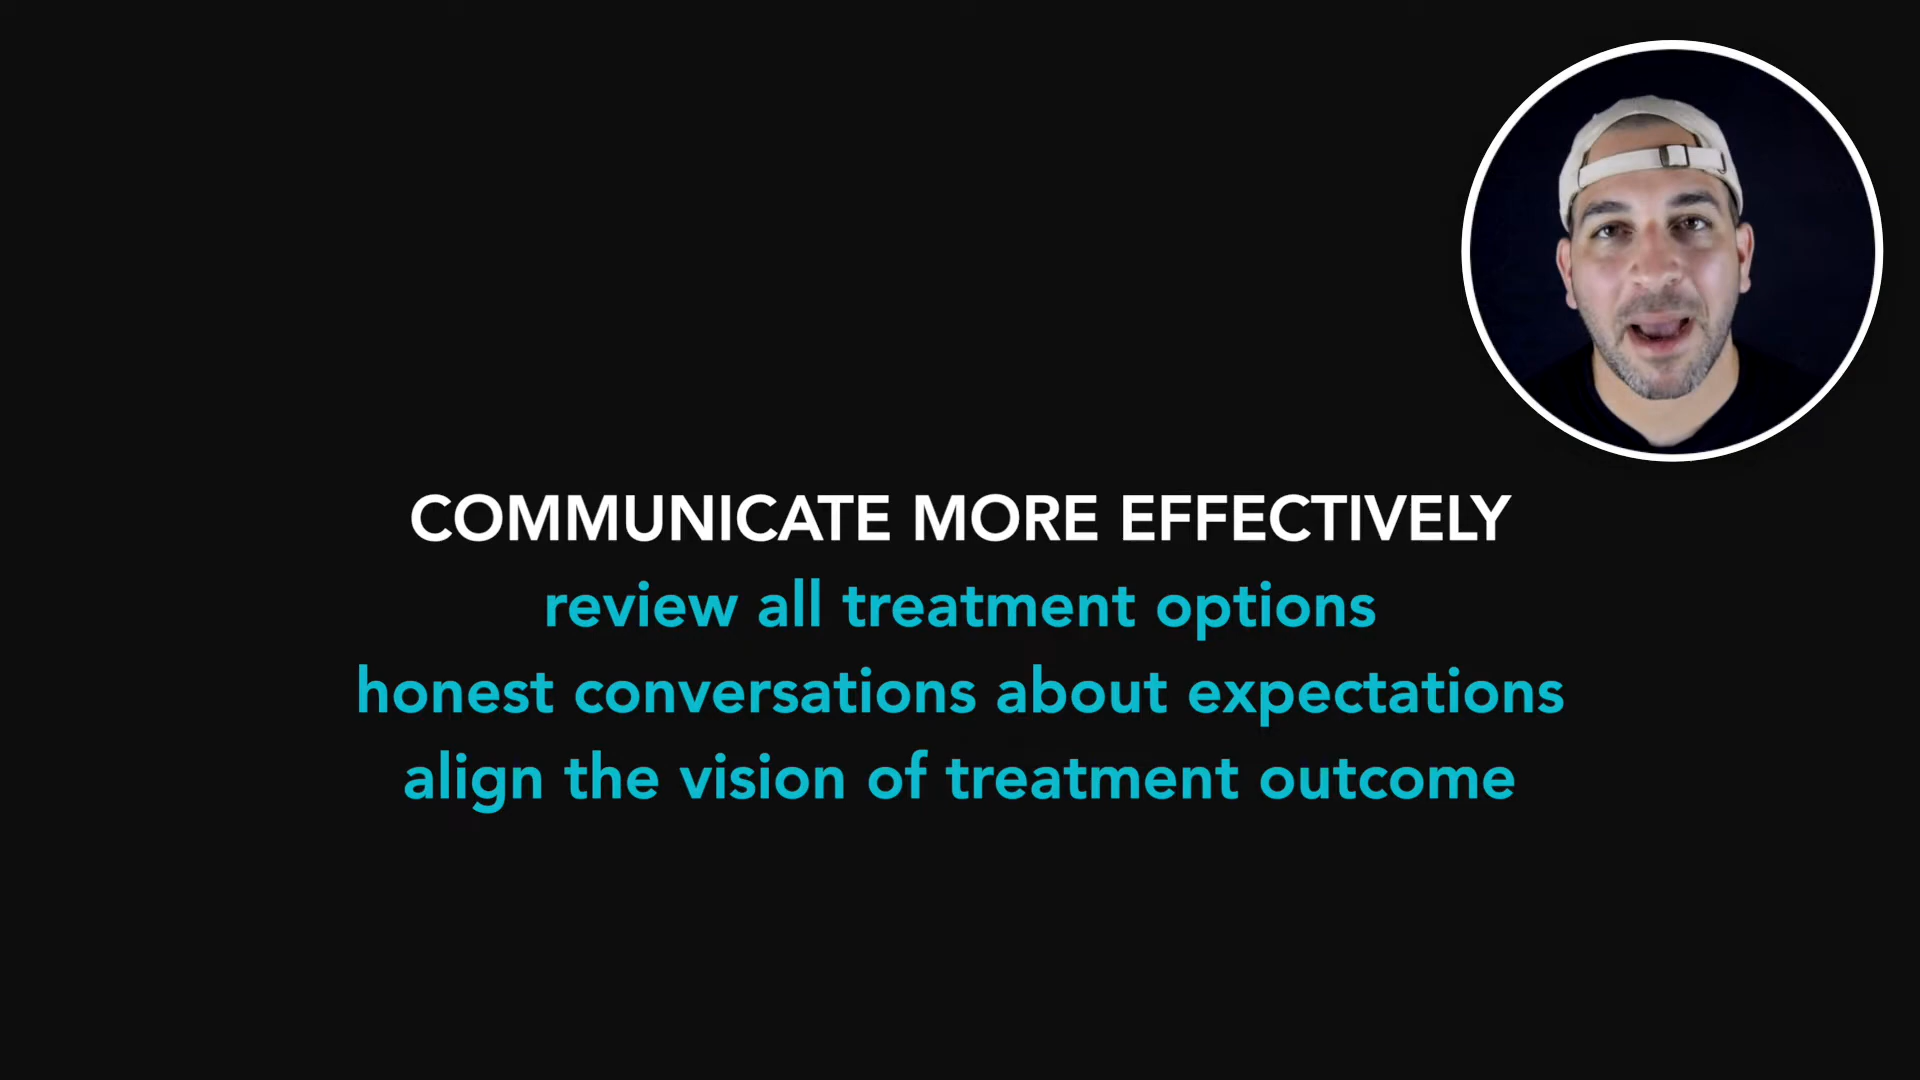 COMMUNICATE MORE EFFECTIVELY
review all treatment options
honest conversations about expectations
align the vision of treatment outcome